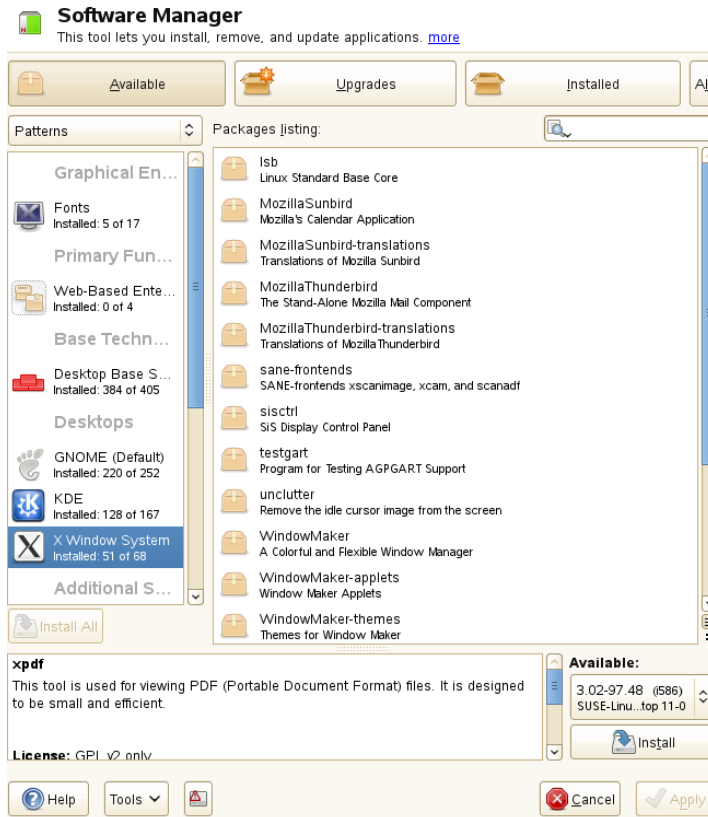 Software Manager
This tool lets you install, remove, and update applications. more
Available
Upgrades
Installed
Patterns
Packages listing:
Graphical En...
Fonts
Installed: 5 of 17
Primary Fun...
Web-Based Ente...
Installed: 0 of 4
Base Techn...
Desktop Base S...
Installed: 384 of 405
Desktops
GNOME (Default)
Installed: 220 of 252
KDE
Installed: 128 of 167
X Window System
Installed: 51 of 68
Additional S...
Install All
lsb
Linux Standard Base Core
MozillaSunbird
Mozilla's Calendar Application
MozillaSunbird-translations
Translations of Mozilla Sunbird
MozillaThunderbird
The Stand-Alone Mozilla Mail Component
MozillaThunderbird-translations
Translations of MozillaThunderbird
sane-frontends
SANE-frontends xscanimage, xcam, and scanadf
sisctrl
SiS Display Control Panel
testgart
Program for Testing AGPGART Support
unclutter
Remove the idle cursor image from the screen
WindowMaker
A Colorful and Flexible Window Manager
WindowMaker-applets
Window Maker Applets
WindowMaker-themes
Themes for Window Maker
xpdf
This tool is used for viewing PDF (Portable Document Format) files. It is designed
to be small and efficient.
License: GPL v2 only
Available:
3.02-97.48 (i586)
SUSE-Linu...top 11-0
Install
Help
Tools
Cancel
Apply